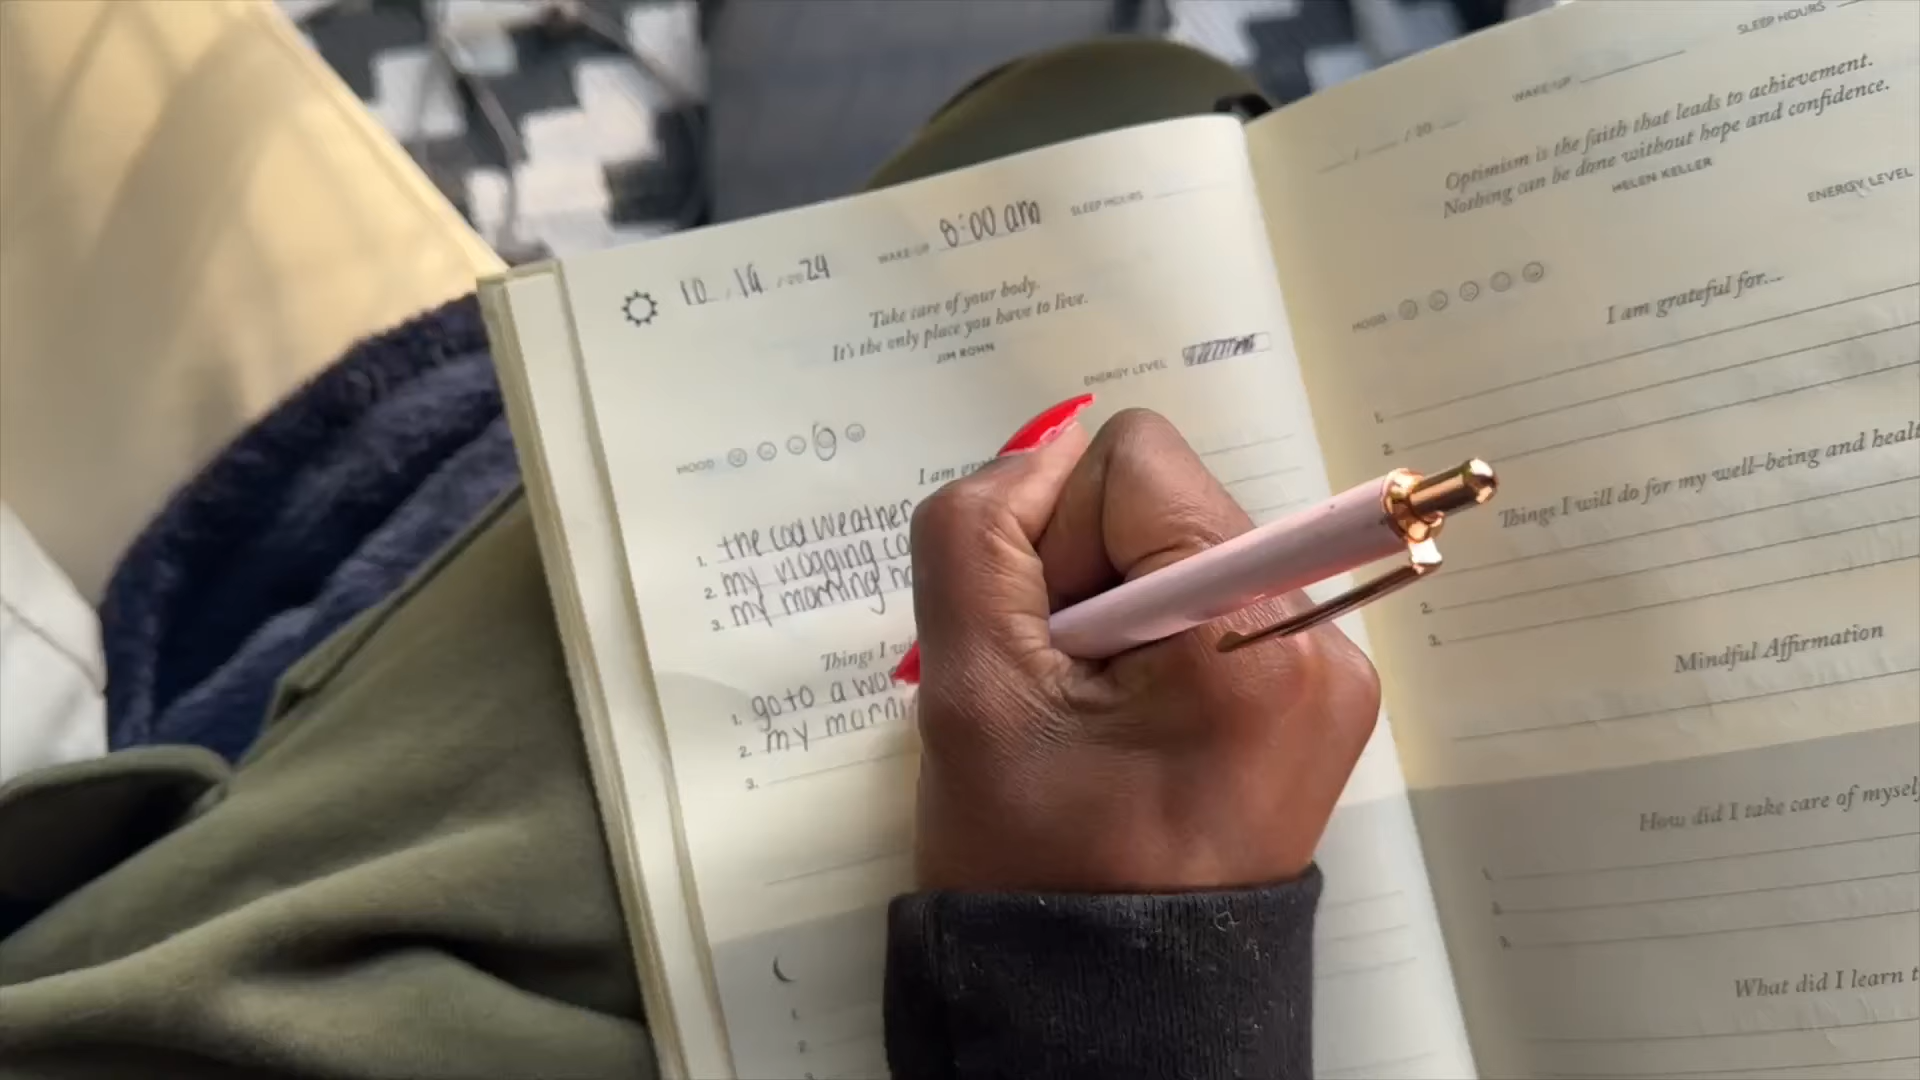 10 / 14 / 2024 WAKE-UP 8:00 am SLEEP HOURS
Take care of your body.
It's the only place you have to live.
JIM ROHN
ENERGY LEVEL
MOOD
I am
1. the cool weather
2. my vlogging
3. my morning
Things I
1. go to a
2. my
3.
1
2
SLEEP HOURS
WAKE-UP
/ / 20
Optimism is the faith that leads to achievement.
Nothing can be done without hope and confidence.
HELEN KELLER
ENERGY LEVEL
MOOD
I am grateful for...
1.
2.
Things I will do for my well-being and
2.
3.
Mindful Affirmation
How did I take care of
1.
2.
3.
What did I learn